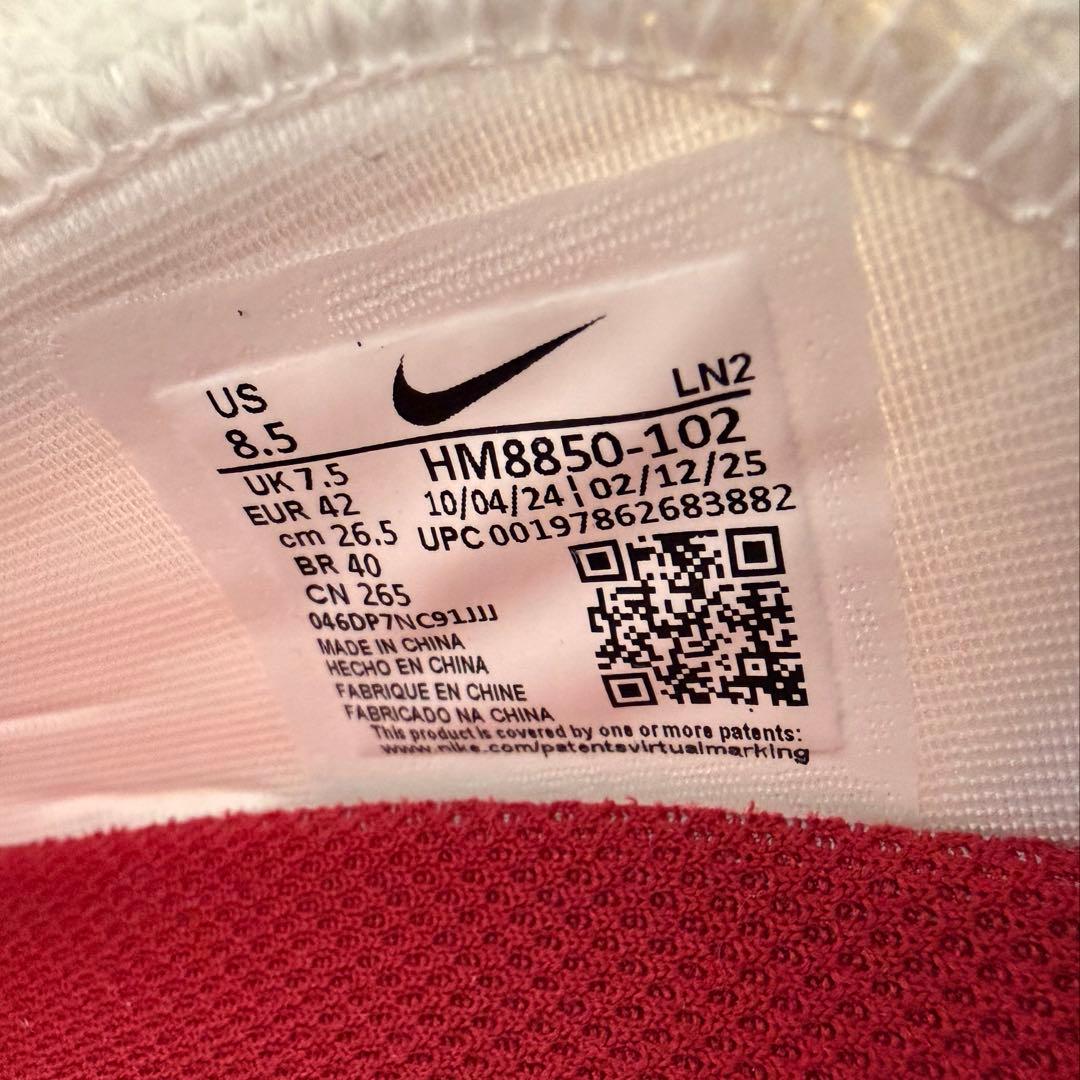 US
8.5
LN2
UK 7.5
EUR 42
cm 26.5
BR 40
CN 265
HM8850-102
10/04/24 | 02/12/25
UPC 00197862683882
046DP7NC91JJJ
MADE IN CHINA
HECHO EN CHINA
FABRIQUE EN CHINE
FABRICADO NA CHINA
This product is covered by one or more patents:
www.nike.com/patentsvirtualmarking